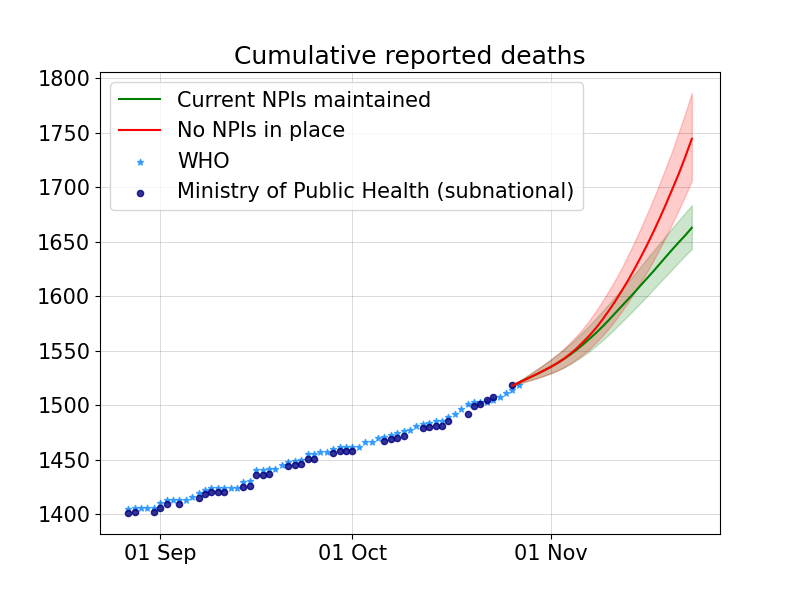 Cumulative reported deaths
Current NPIs maintained
No NPIs in place
WHO
Ministry of Public Health (subnational)
1800
1750
1700
1650
1600
1550
1500
1450
1400
01 Sep
01 Oct
01 Nov